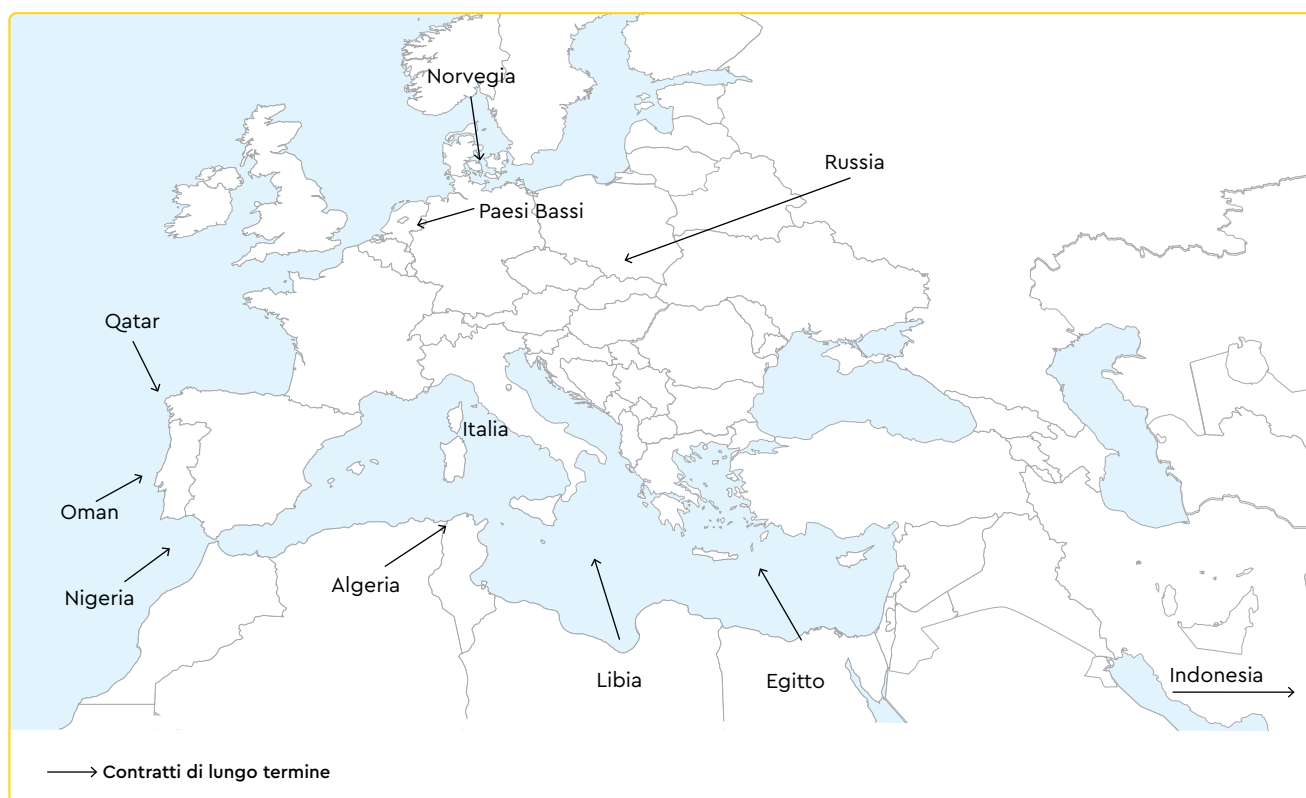 Norvegia
Russia
Paesi Bassi
Qatar
Italia
Oman
Algeria
Nigeria
Libia
Egitto
Indonesia
Contratti di lungo termine